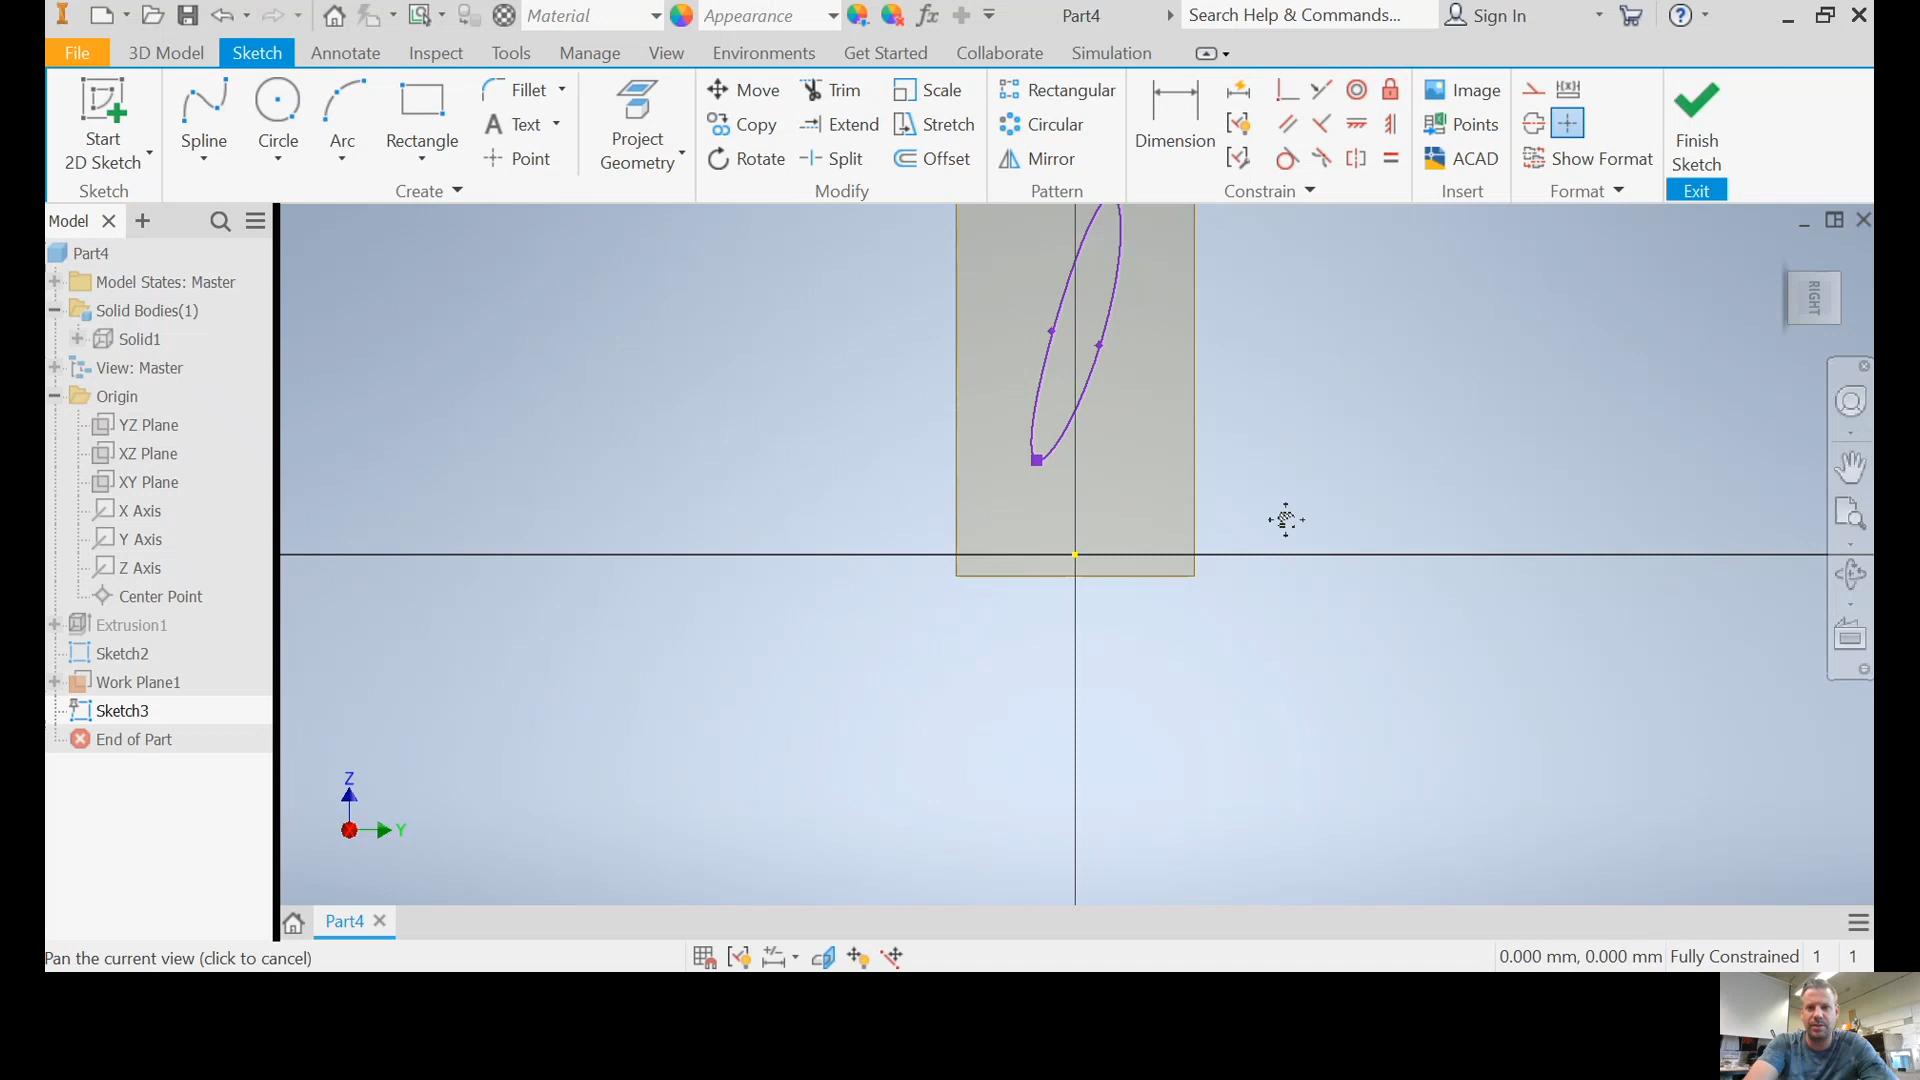 Material
Appearance
fx
Part4
Search Help & Commands...
Sign In
File
3D Model
Sketch
Annotate
Inspect
Tools
Manage
View
Environments
Get Started
Collaborate
Simulation
Start
2D Sketch
Spline
Circle
Arc
Rectangle
Fillet
Text
Point
Project
Geometry
Move
Copy
Rotate
Trim
Extend
Split
Scale
Stretch
Offset
Rectangular
Circular
Mirror
Dimension
Image
Points
ACAD
Show Format
Finish
Sketch
Sketch
Create
Modify
Pattern
Constrain
Insert
Format
Exit
Model
Part4
Model States: Master
Solid Bodies(1)
Solid1
View: Master
Origin
YZ Plane
XZ Plane
XY Plane
X Axis
Y Axis
Z Axis
Center Point
Extrusion1
Sketch2
Work Plane1
Sketch3
End of Part
RIGHT
Z
Y
Part4
Pan the current view (click to cancel)
0.000 mm, 0.000 mm
Fully Constrained
1
1